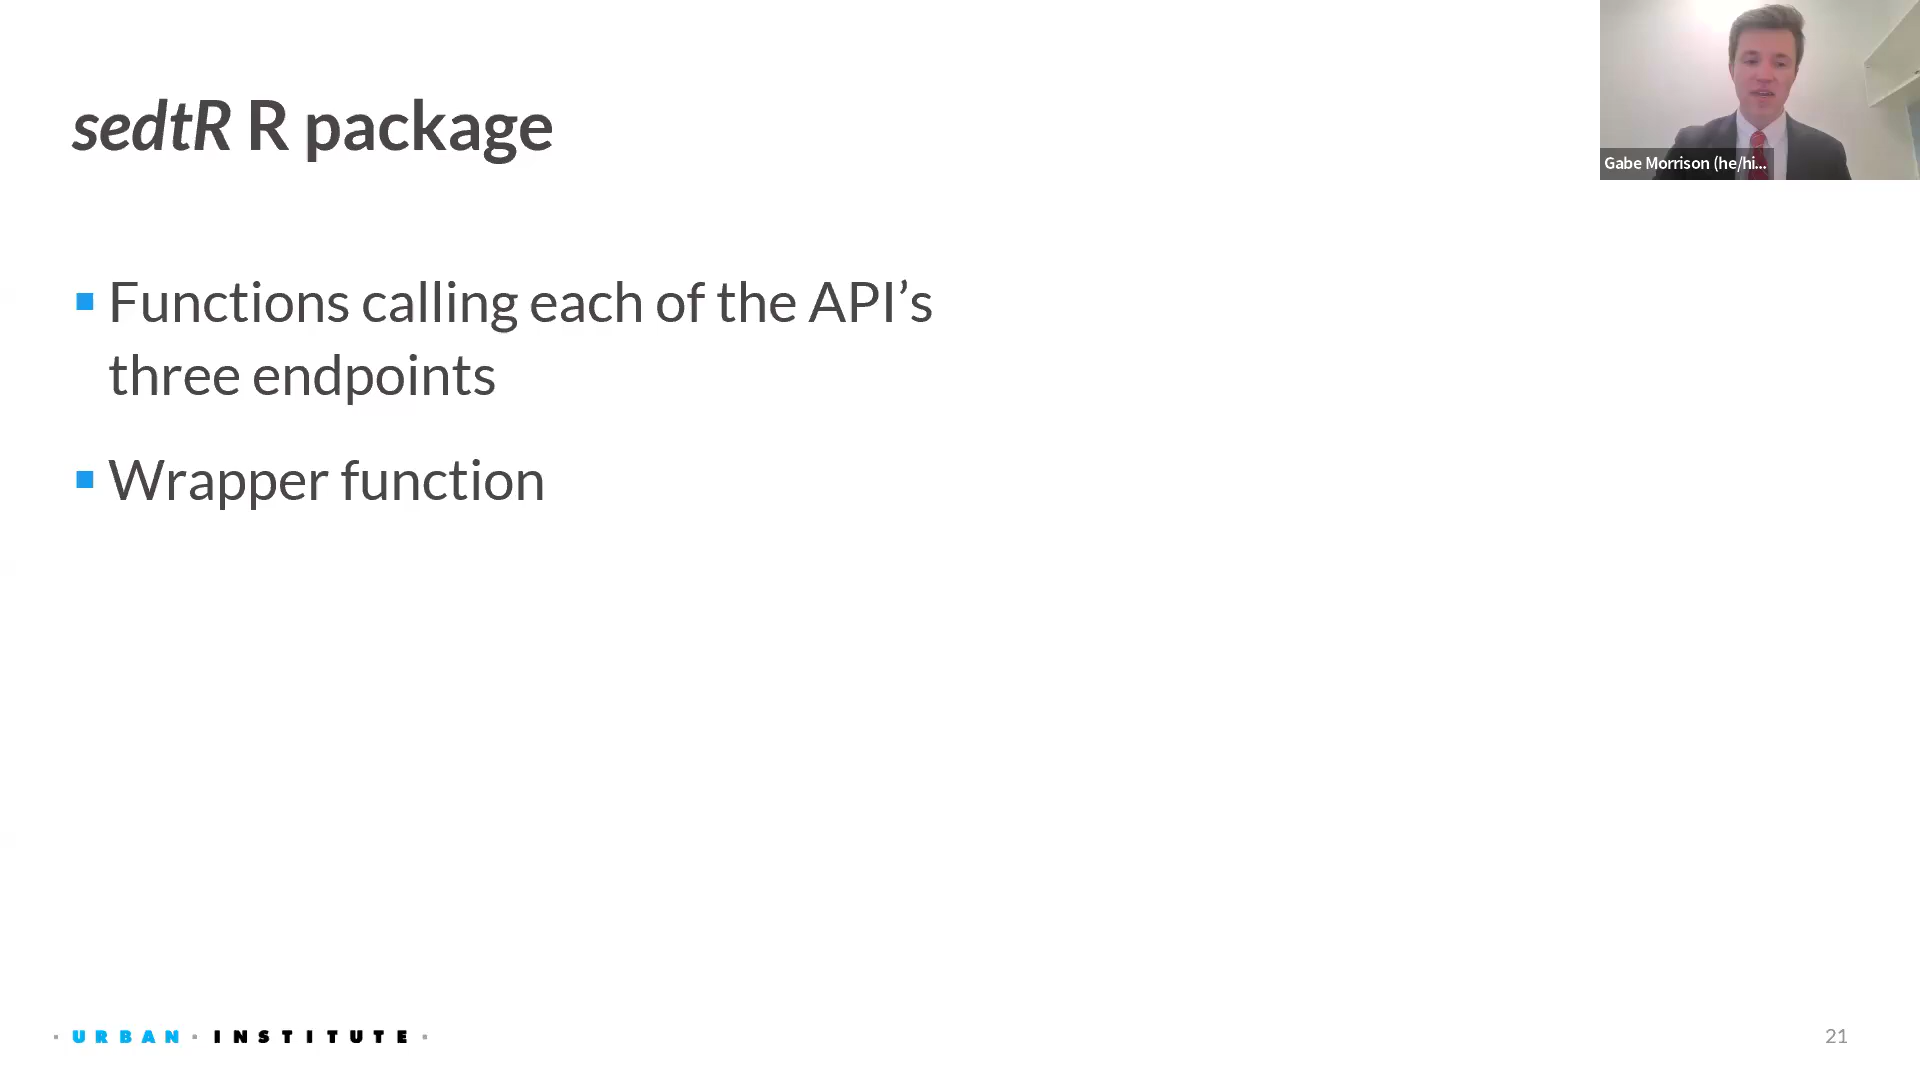 sedtR R package
Gabe Morrison (he/hi...
Functions calling each of the API’s
three endpoints
Wrapper function
URBAN INSTITUTE
21